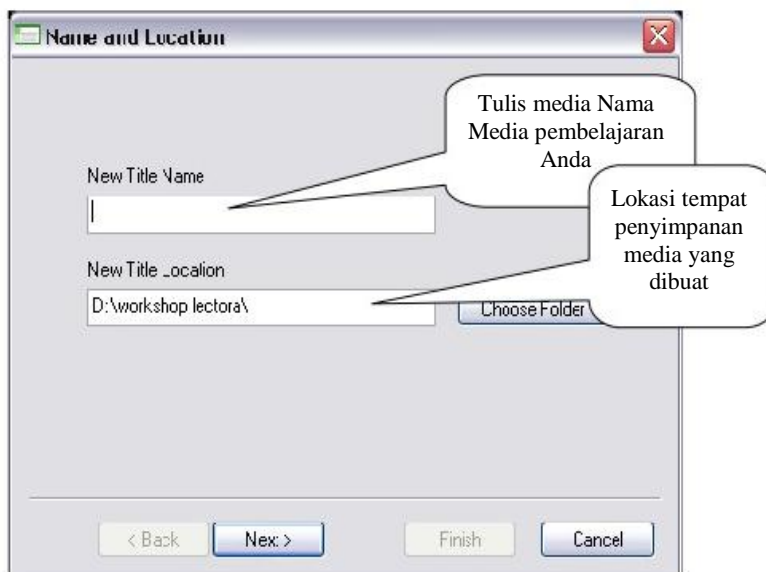 Name and Location
Tulis media Nama
Media pembelajaran
Anda
New Title Name
Lokasi tempat
penyimpanan
media yang
dibuat
New Title Location
D:\workshop lectora\
Choose Folder
< Back
Next >
Finish
Cancel